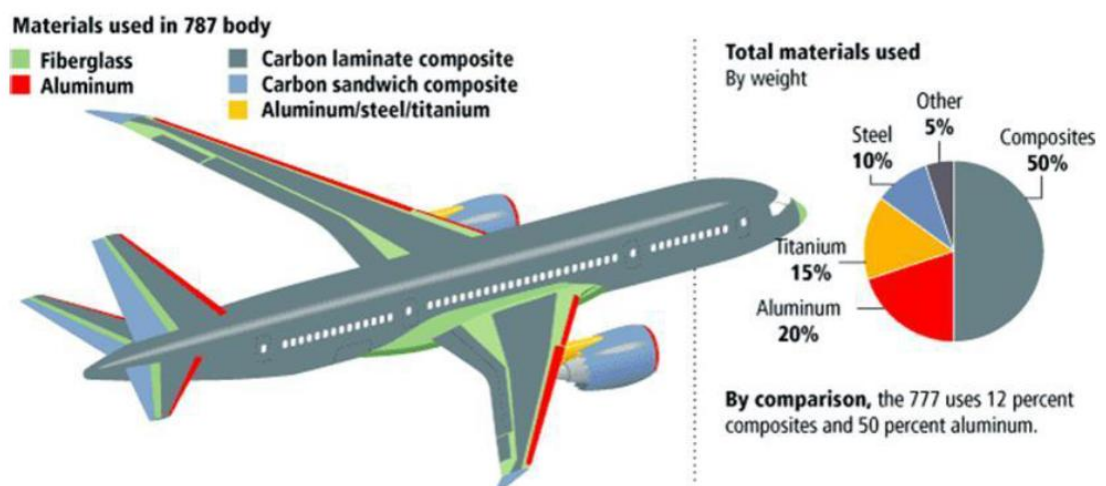 Materials used in 787 body
Fiberglass
Aluminum
Carbon laminate composite
Carbon sandwich composite
Aluminum/steel/titanium
Total materials used
By weight
Other
5%
Steel
10%
Composites
50%
Titanium
15%
Aluminum
20%
By comparison, the 777 uses 12 percent
composites and 50 percent aluminum.